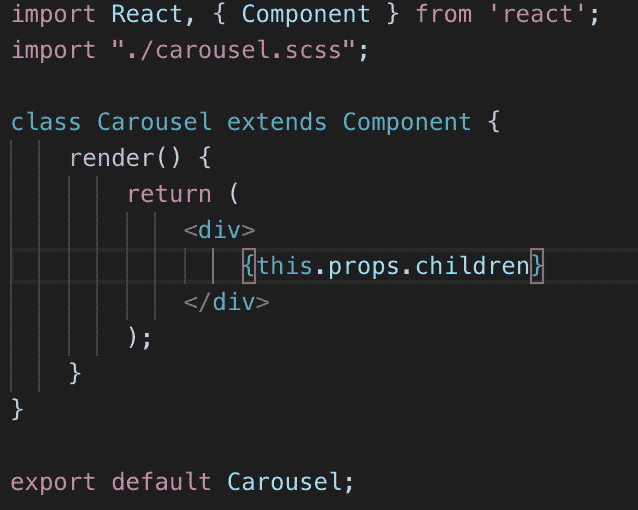 import React, { Component } from 'react';
import "./carousel.scss";

class Carousel extends Component {
    render() {
        return (
            <div>
                {this.props.children}
            </div>
        );
    }
}

export default Carousel;